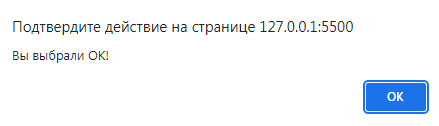 Подтвердите действие на странице 127.0.0.1:5500
Вы выбрали OK!
ОК